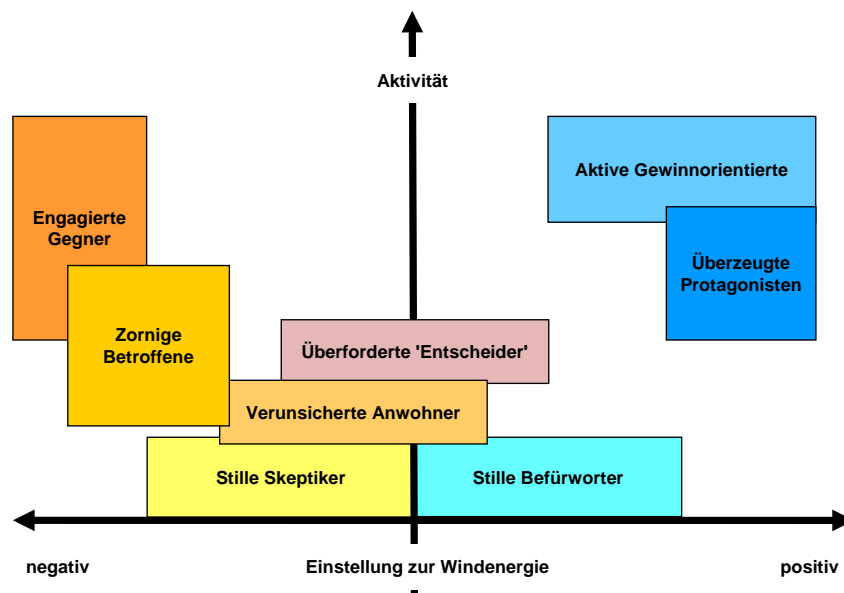 Aktivität
Aktive Gewinnorientierte
Engagierte
Gegner
Überzeugte
Protagonisten
Zornige
Betroffene
Überforderte 'Entscheider'
Verunsicherte Anwohner
Stille Skeptiker
Stille Befürworter
negativ
Einstellung zur Windenergie
positiv